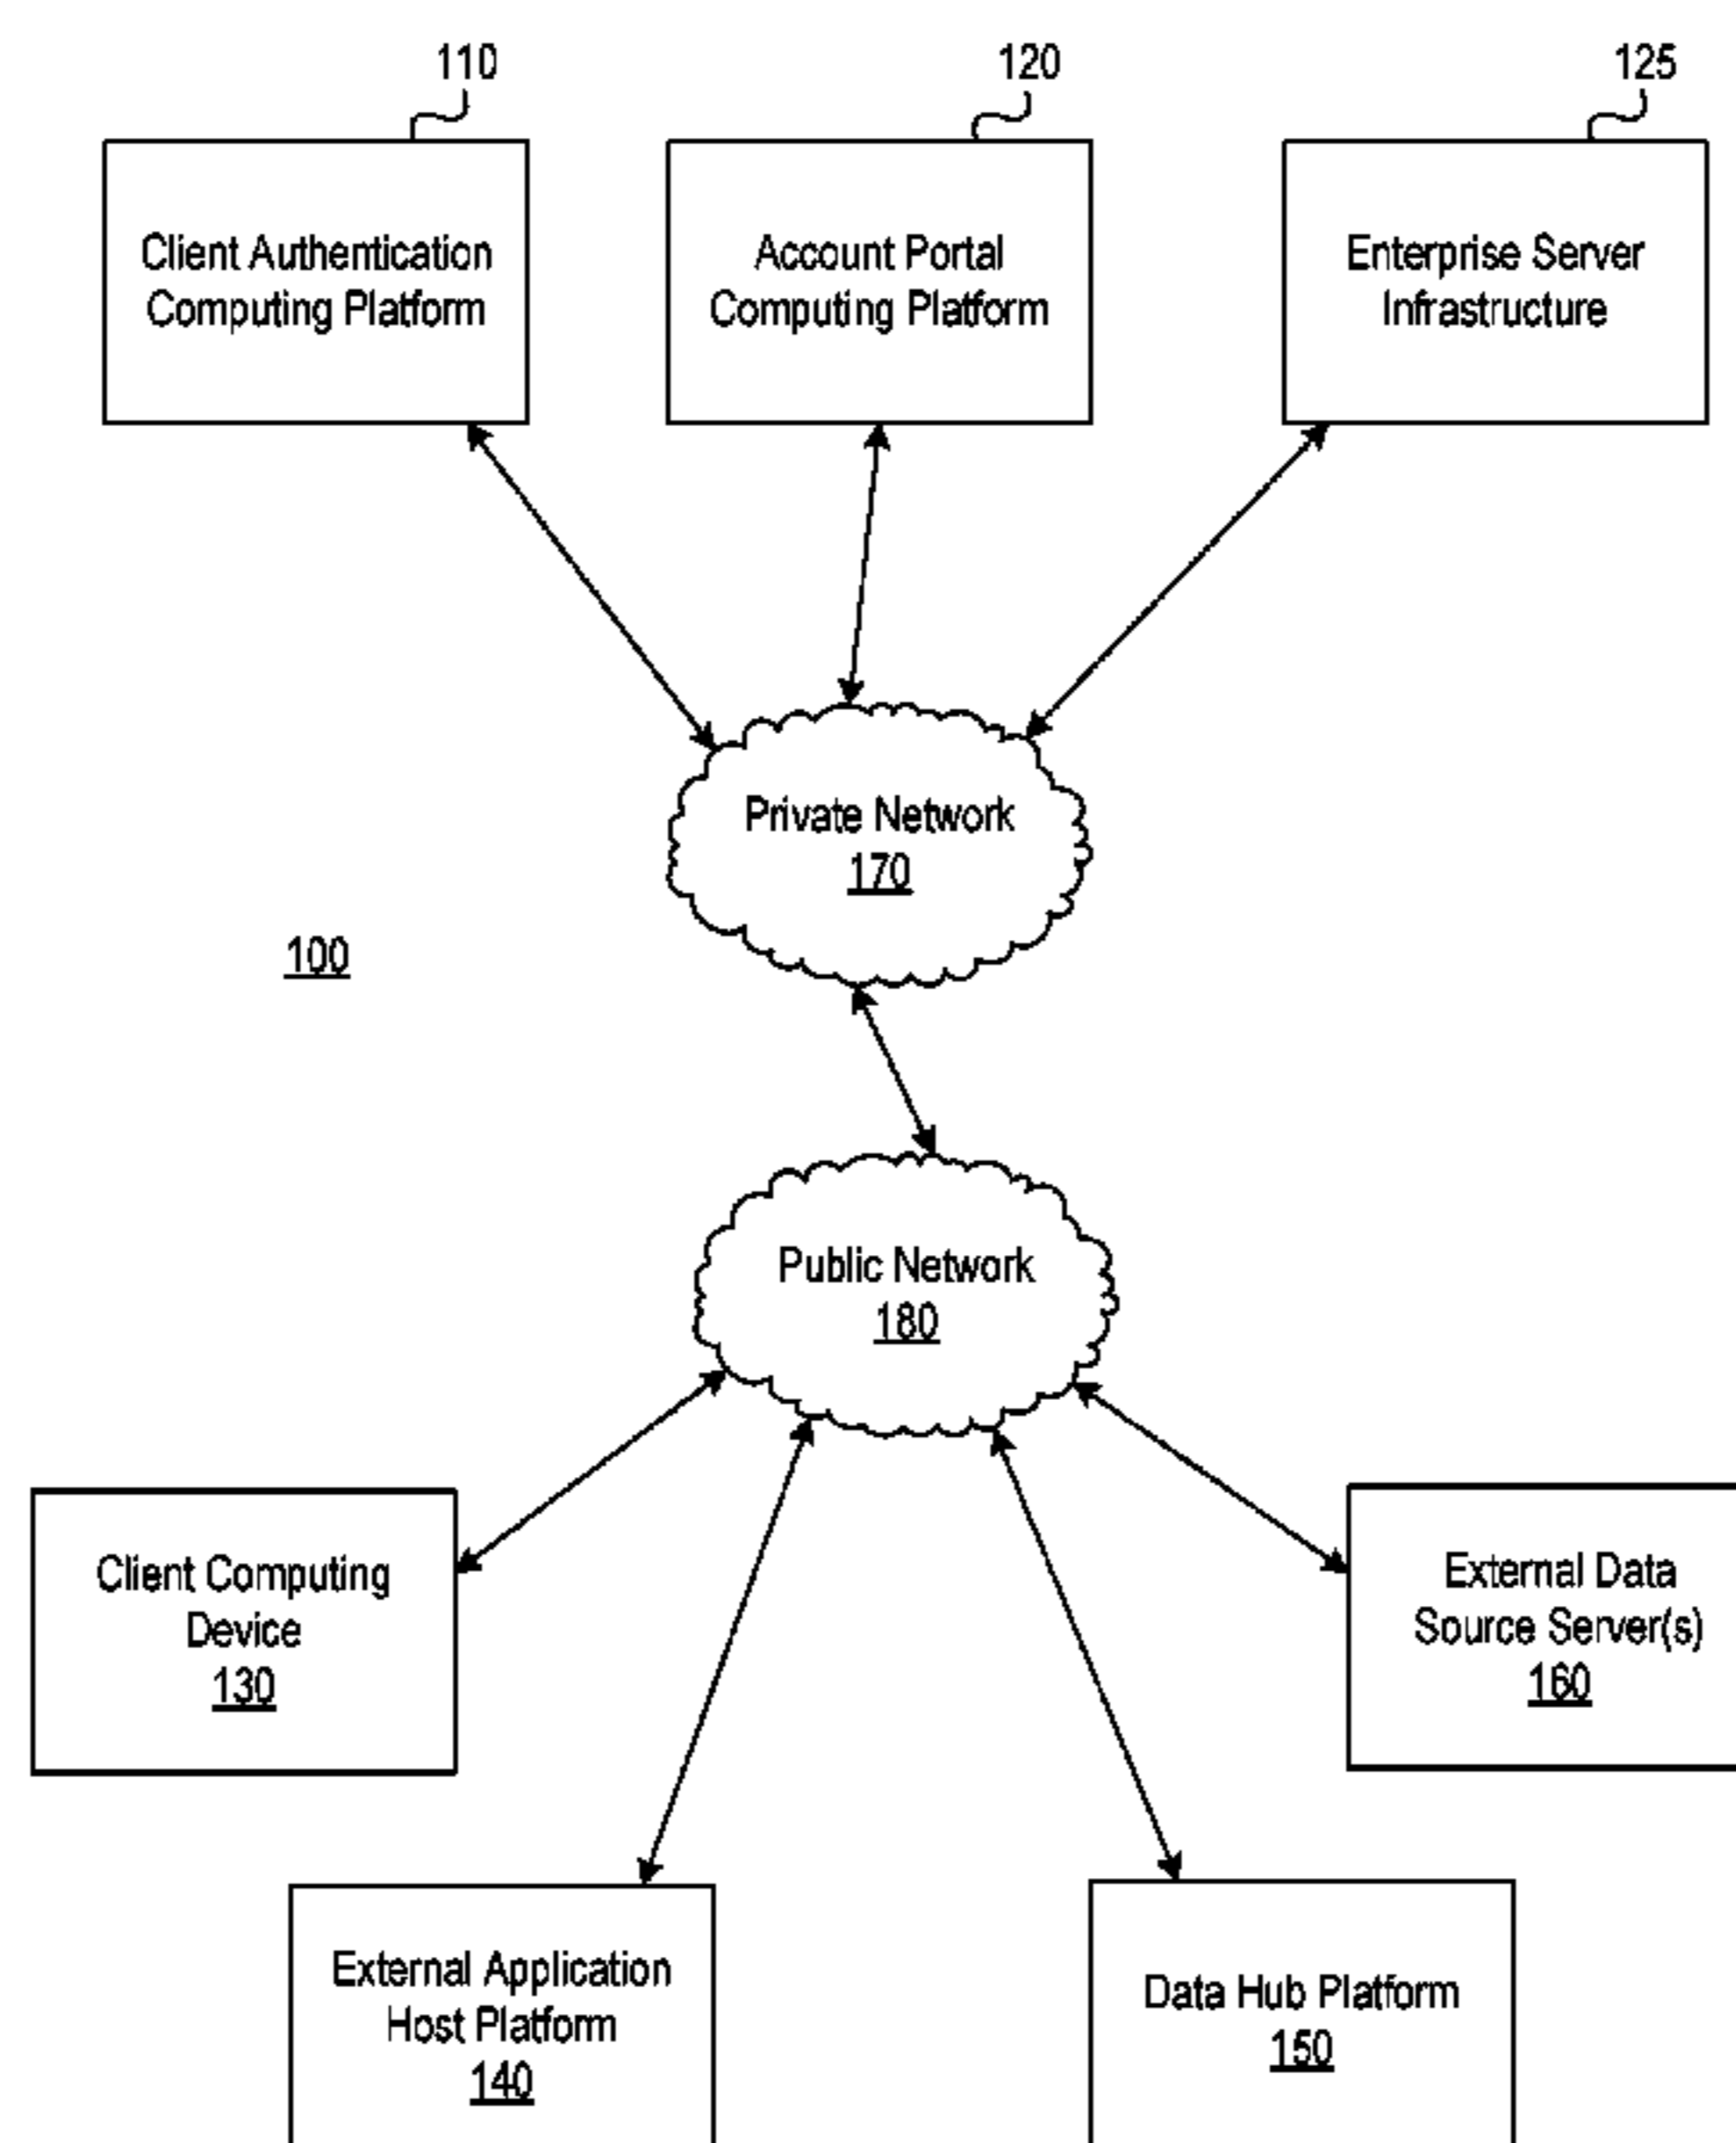 110
120
125
Client Authentication
Computing Platform
Account Portal
Computing Platform
Enterprise Server
Infrastructure
Private Network
170
100
Public Network
180
Client Computing
Device
130
External Data
Source Server(s)
160
External Application
Host Platform
140
Data Hub Platform
150